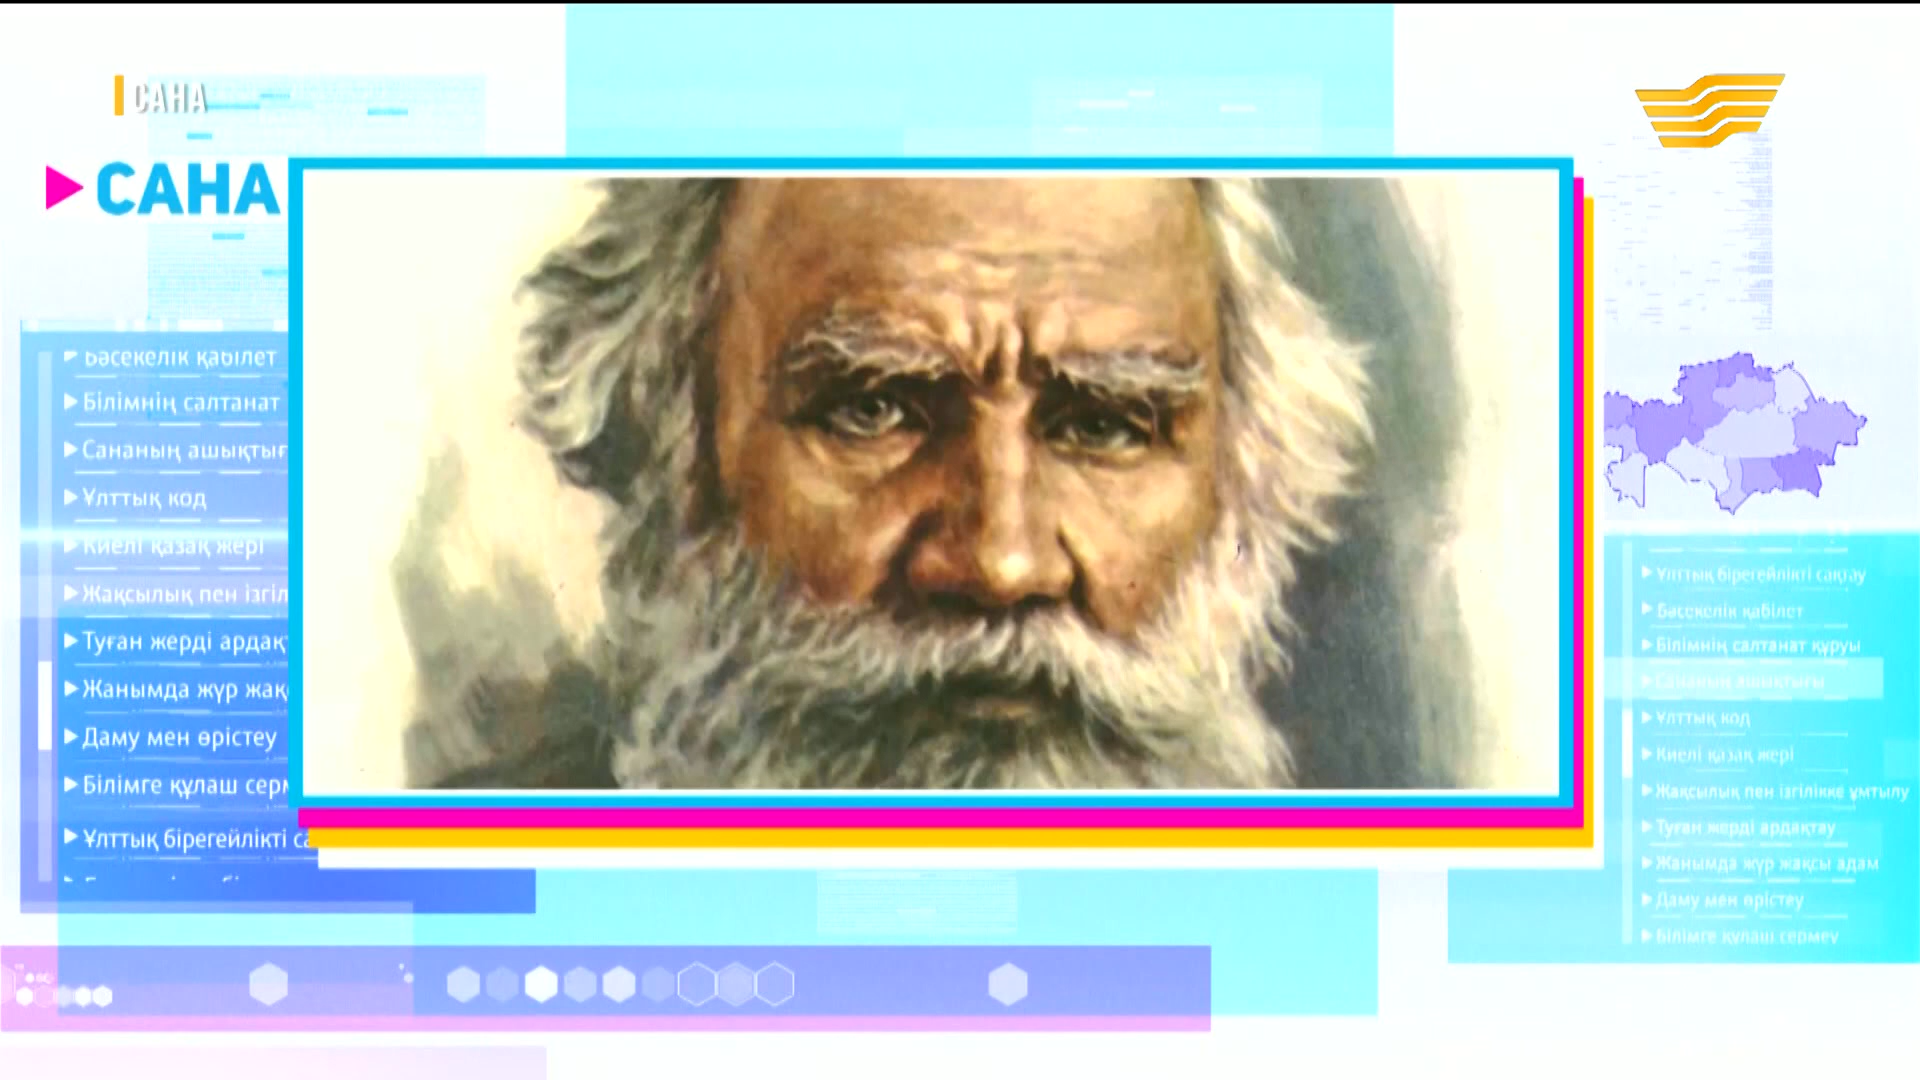 САНА
САНА
Бәсекелік қабілет
Білімнің салтанат
Сананың ашықтығ
Ұлттық код
Киелі қазақ жері
Жақсылық пен ізгіл
Туған жерді ардақ
Жанымда жүр жақ
Даму мен өрістеу
Білімге құлаш серм
Ұлттық бірегейлікті са
Ұлттық бірегейлікті сақтау
Бәсекелік қабілет
Білімнің салтанат құруы
Сананың ашықтығы
Ұлттық код
Киелі қазақ жері
Жақсылық пен ізгілікке ұмтылу
Туған жерді ардақтау
Жанымда жүр жақсы адам
Даму мен өрістеу
Білімге құлаш сермеу